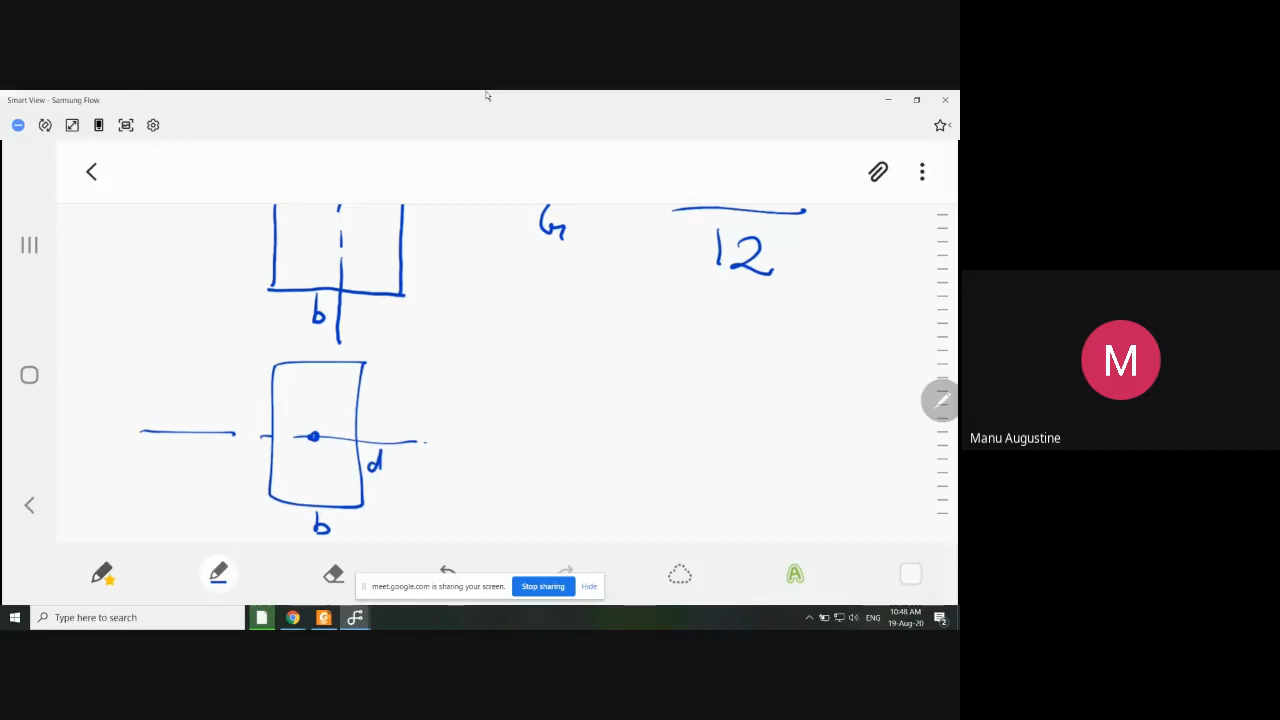 Smart View - Samsung Flow
G
12
b
d
b
A
meet.google.com is sharing your screen. Stop sharing Hide
Type here to search
ENG
10:48 AM
19-Aug-20
2
M
Manu Augustine